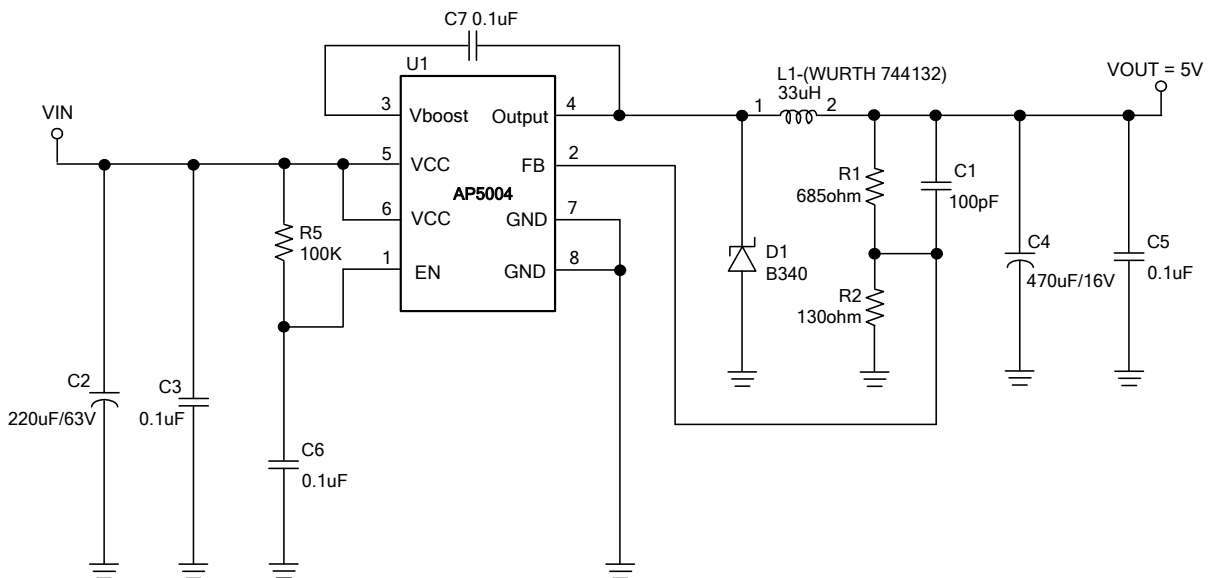 C7 0.1uF
U1
L1-(WURTH 744132)
33uH
VOUT = 5V
VIN
3
Vboost
Output
4
1
2
5
VCC
FB
2
AP5004
6
VCC
GND
7
1
EN
GND
8
R5
100K
R1
685ohm
C1
100pF
D1
B340
R2
130ohm
C4
470uF/16V
C5
0.1uF
C2
220uF/63V
C3
0.1uF
C6
0.1uF